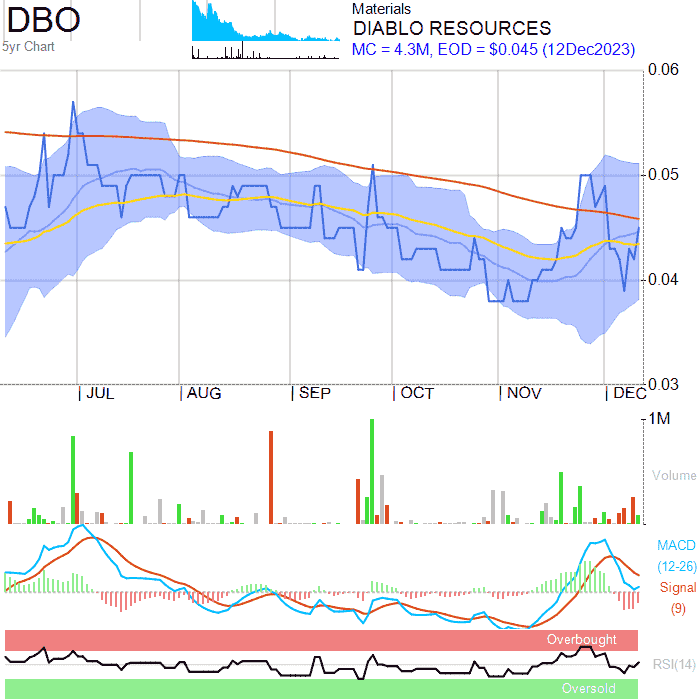 DBO
5yr Chart
Materials
DIABLO RESOURCES
MC = 4.3M, EOD = $0.045 (12Dec2023)
0.06
0.05
0.04
0.03
JUL AUG SEP OCT NOV DEC
1M
Volume
MACD
(12-26)
Signal
(9)
Overbought
RSI(14)
Oversold